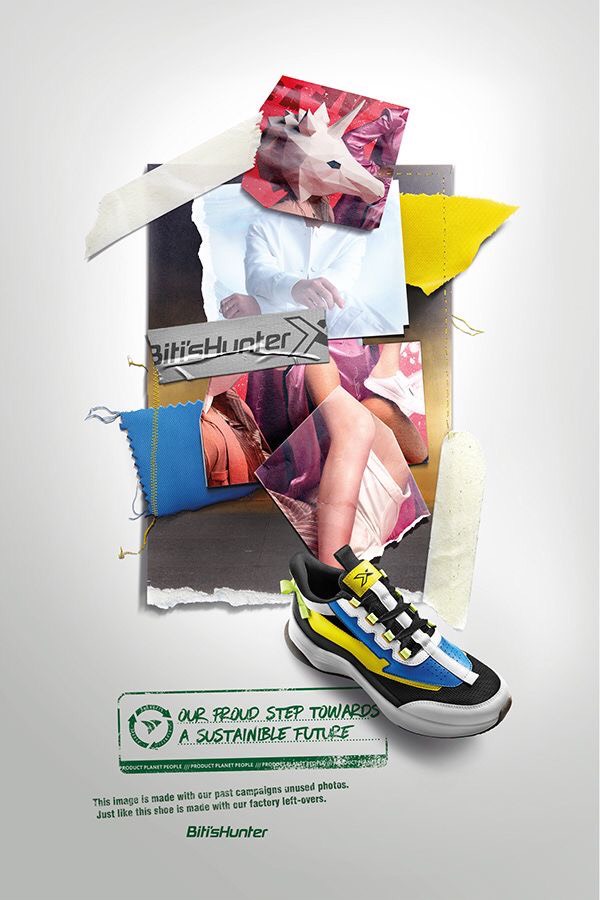 Biti'sHunter
OUR PROUD STEP TOWARDS
A SUSTAINIBLE FUTURE
PRODUCT PLANET PEOPLE /// PRODUCT PLANET PEOPLE /// PRODUCT PLANET PEOPLE
This image is made with our past campaigns unused photos.
Just like this shoe is made with our factory left-overs.
Biti'sHunter